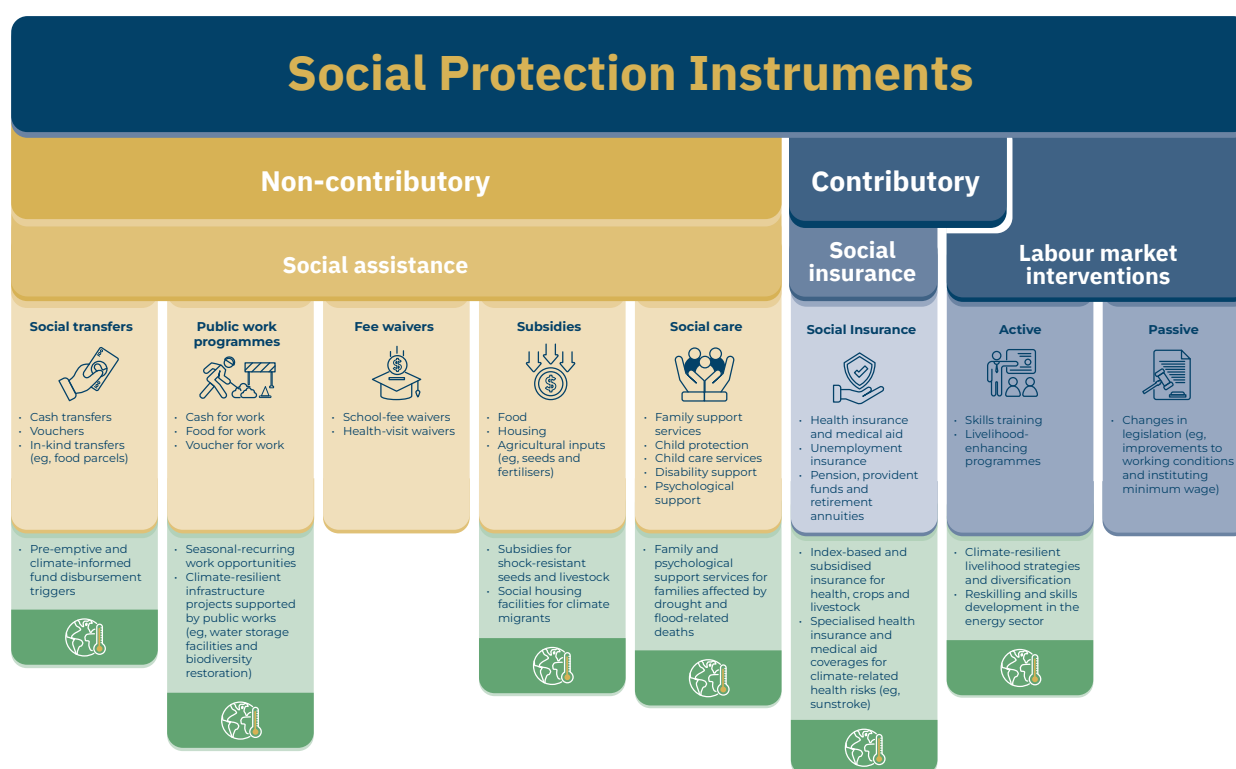 Social Protection Instruments
Non-contributory
Contributory
Social assistance
Social
insurance
Labour market
interventions
Social transfers
· Cash transfers
· Vouchers
· In-kind transfers
(eg, food parcels)
· Pre-emptive and
climate-informed
fund disbursement
triggers
Public work
programmes
· Cash for work
· Food for work
· Voucher for work
· Seasonal-recurring
work opportunities
· Climate-resilient
infrastructure
projects supported
by public works
(eg, water storage
facilities and
biodiversity
restoration)
Fee waivers
$
· School-fee waivers
· Health-visit waivers
Subsidies
$
· Food
· Housing
· Agricultural inputs
(eg, seeds and
fertilisers)
· Subsidies for
shock-resistant
seeds and livestock
· Social housing
facilities for climate
migrants
Social care
· Family support
services
· Child protection
· Child care services
· Disability support
· Psychological
support
· Family and
psychological
support services for
families affected by
drought and
flood-related
deaths
Social Insurance
· Health insurance
and medical aid
· Unemployment
insurance
· Pension, provident
funds and
retirement
annuities
· Index-based and
subsidised
insurance for
health, crops and
livestock
· Specialised health
insurance and
medical aid
coverages for
climate-related
health risks (eg,
sunstroke)
Active
· Skills training
· Livelihood-
enhancing
programmes
· Climate-resilient
livelihood strategies
and diversification
· Reskilling and skills
development in the
energy sector
Passive
· Changes in
legislation (eg,
improvements to
working conditions
and instituting
minimum wage)